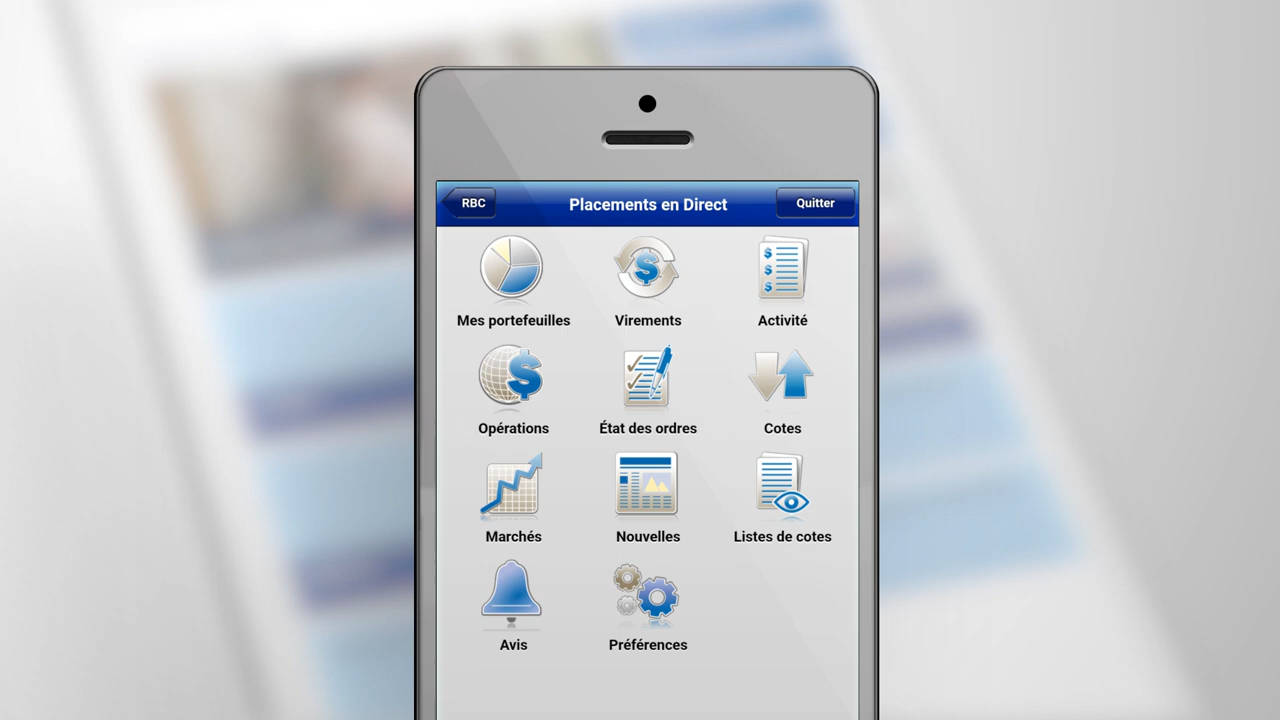 RBC
Placements en Direct
Quitter
Mes portefeuilles
Virements
Activité
Opérations
État des ordres
Cotes
Marchés
Nouvelles
Listes de cotes
Avis
Préférences